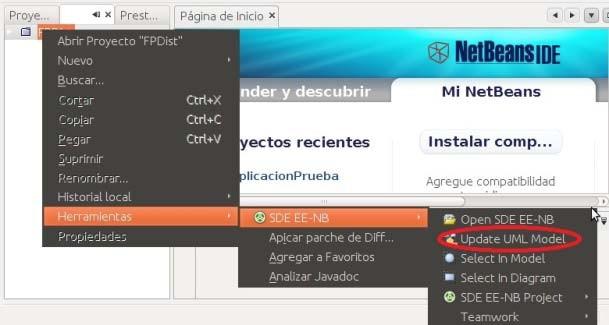 Proye...
Prest...
Página de Inicio
NetBeans IDE
Abrir Proyecto "FPDist"
Nuevo
Buscar...
Cortar Ctrl+X
Copiar Ctrl+C
Pegar Ctrl+V
Suprimir
Renombrar...
Historial local
Herramientas
Propiedades
nder y descubrir
Mi NetBeans
yectos recientes
Instalar comp...
plicacionPrueba
Agregue compatibilidad
SDE EE-NB
Apicar parche de Diff...
Agregar a Favoritos
Analizar Javadoc
Open SDE EE-NB
Update UML Model
Select In Model
Select In Diagram
SDE EE-NB Project
Teamwork